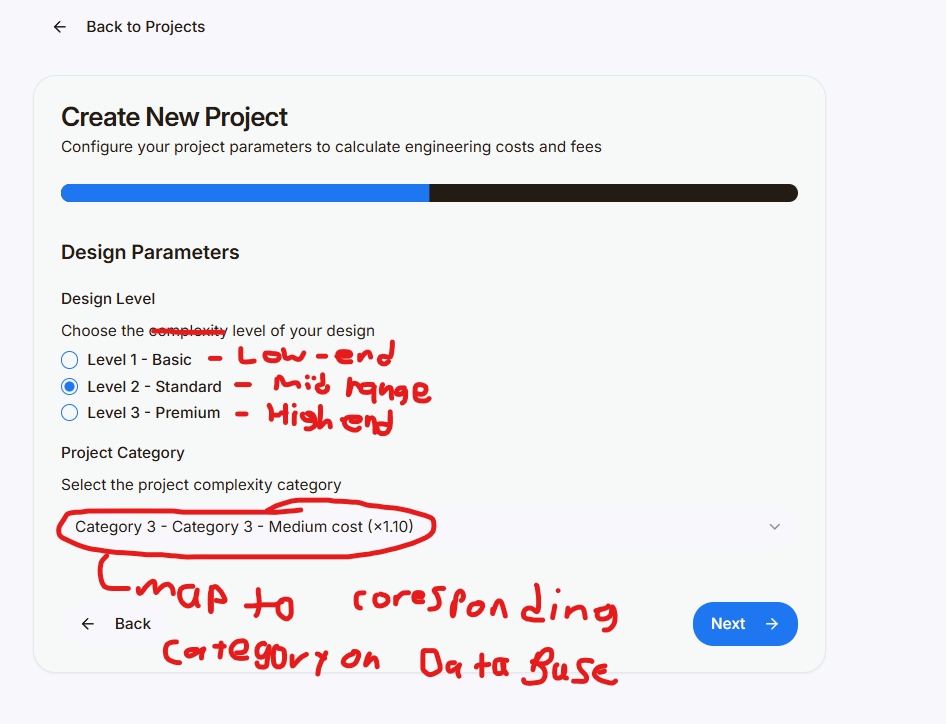 ← Back to Projects
Create New Project
Configure your project parameters to calculate engineering costs and fees
Design Parameters
Design Level
Choose the complexity level of your design
Level 1 - Basic - Low-end
Level 2 - Standard - Mid range
Level 3 - Premium - High end
Project Category
Select the project complexity category
Category 3 - Category 3 - Medium cost (×1.10)
map to coresponding
← Back
Next →
category on Data Base